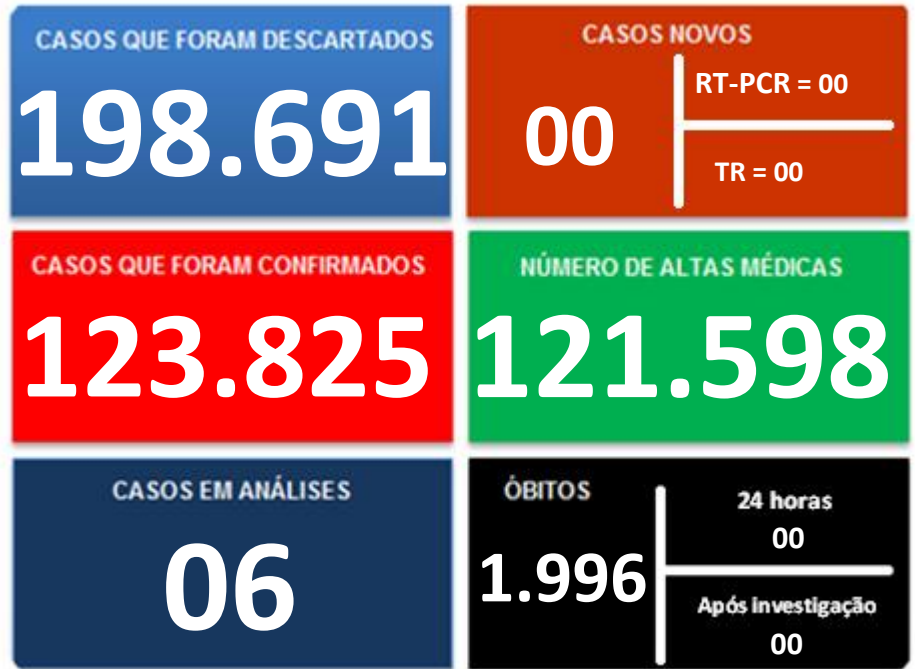 CASOS QUE FORAM DESCARTADOS
198.691
CASOS NOVOS
00
RT-PCR = 00
TR = 00
CASOS QUE FORAM CONFIRMADOS
123.825
NÚMERO DE ALTAS MÉDICAS
121.598
CASOS EM ANÁLISES
06
ÓBITOS
1.996
24 horas
00
Após investigação
00